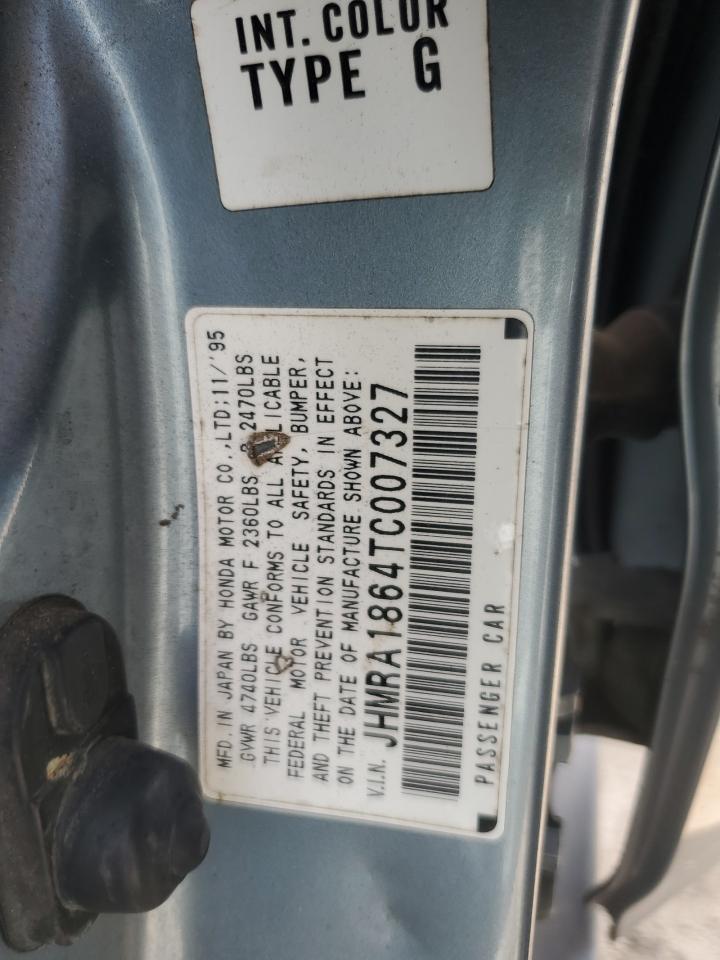 INT. COLOR
TYPE G
MFD. IN JAPAN BY HONDA MOTOR CO.,LTD;11/'95
GVWR 4740LBS GAWR F 2360LBS R 2470LBS
THIS VEHICLE CONFORMS TO ALL APPLICABLE
FEDERAL MOTOR VEHICLE SAFETY, BUMPER,
AND THEFT PREVENTION STANDARDS IN EFFECT
ON THE DATE OF MANUFACTURE SHOWN ABOVE:
V.I.N. JHMRA1864TC007327
PASSENGER CAR